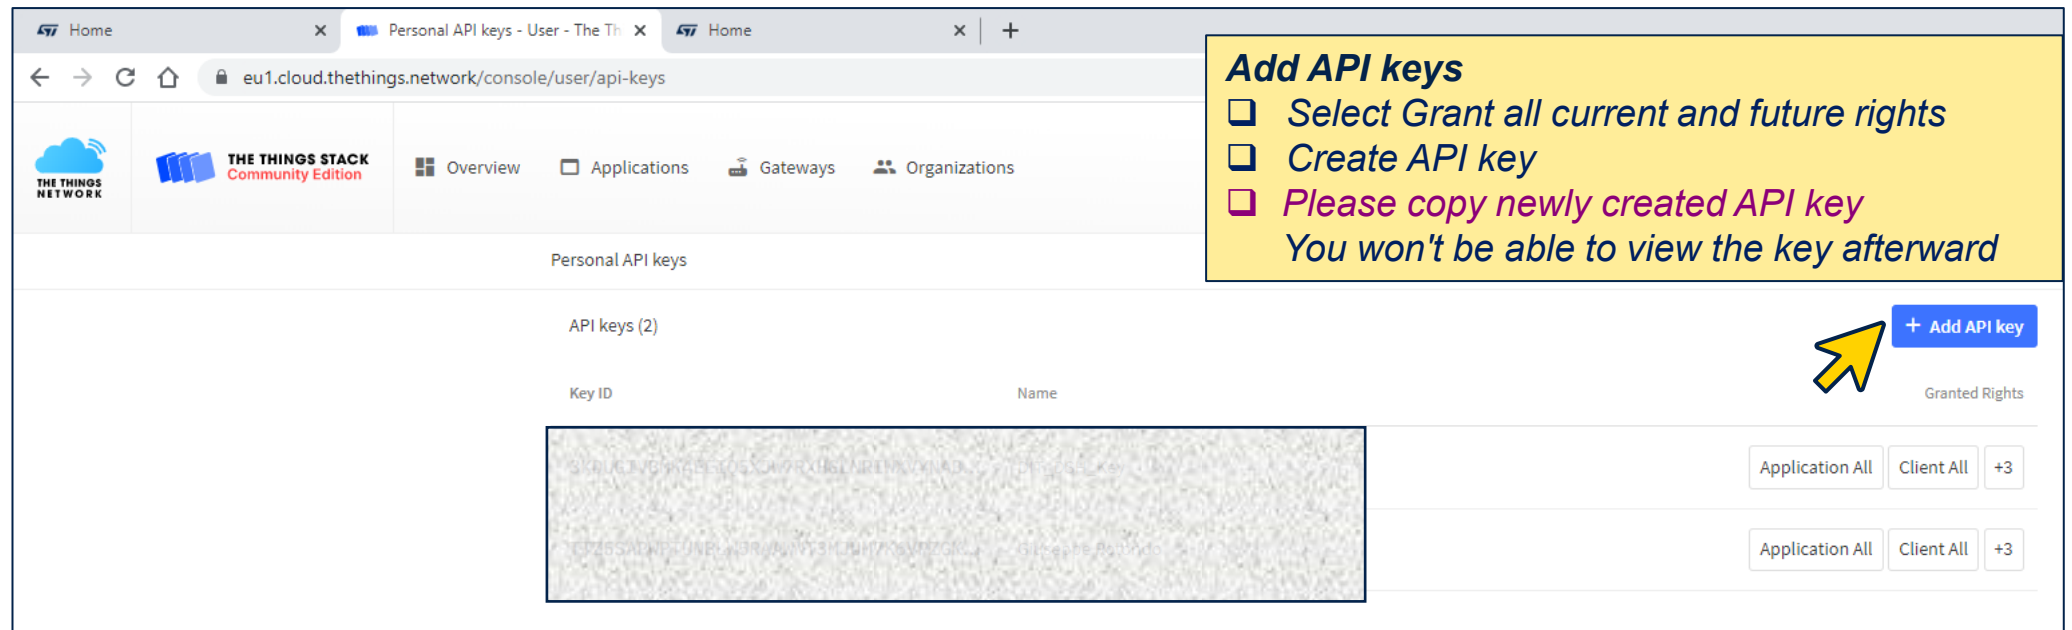 Home
Personal API keys - User - The Th
Home
eu1.cloud.thethings.network/console/user/api-keys
Add API keys
Select Grant all current and future rights
Create API key
Please copy newly created API key
You won't be able to view the key afterward
THE THINGS
NETWORK
THE THINGS STACK
Community Edition
Overview
Applications
Gateways
Organizations
Personal API keys
API keys (2)
+ Add API key
Key ID
Name
Granted Rights
Application All
Client All
+3
Application All
Client All
+3